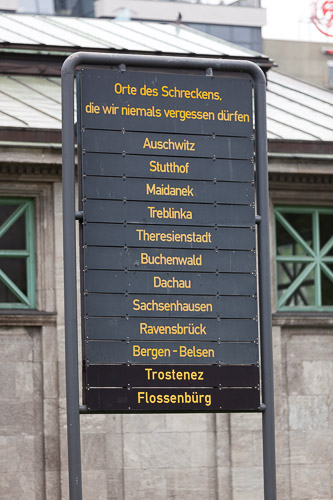 Orte des Schreckens,
die wir niemals vergessen dürfen
Auschwitz
Stutthof
Maidanek
Treblinka
Theresienstadt
Buchenwald
Dachau
Sachsenhausen
Ravensbrück
Bergen - Belsen
Trostenez
Flossenbürg